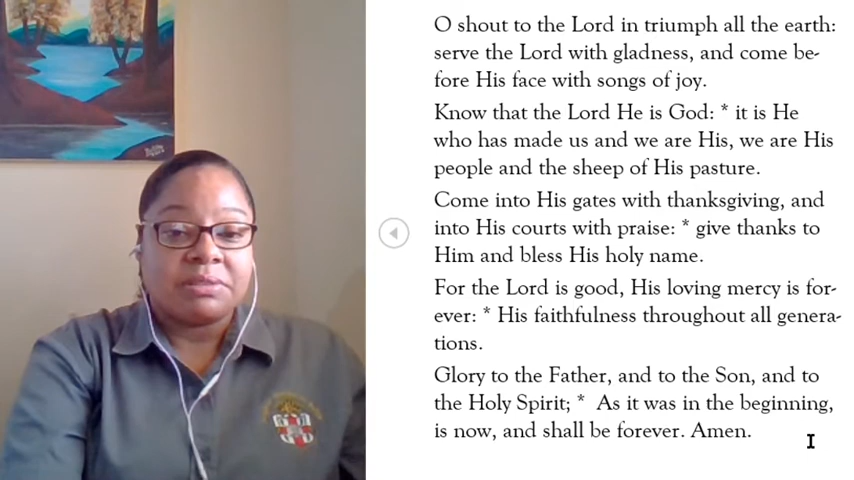 O shout to the Lord in triumph all the earth:
serve the Lord with gladness, and come be-
fore His face with songs of joy.
Know that the Lord He is God: * it is He
who has made us and we are His, we are His
people and the sheep of His pasture.
Come into His gates with thanksgiving, and
into His courts with praise: * give thanks to
Him and bless His holy name.
For the Lord is good, His loving mercy is for-
ever: * His faithfulness throughout all genera-
tions.
Glory to the Father, and to the Son, and to
the Holy Spirit; * As it was in the beginning,
is now, and shall be forever. Amen.